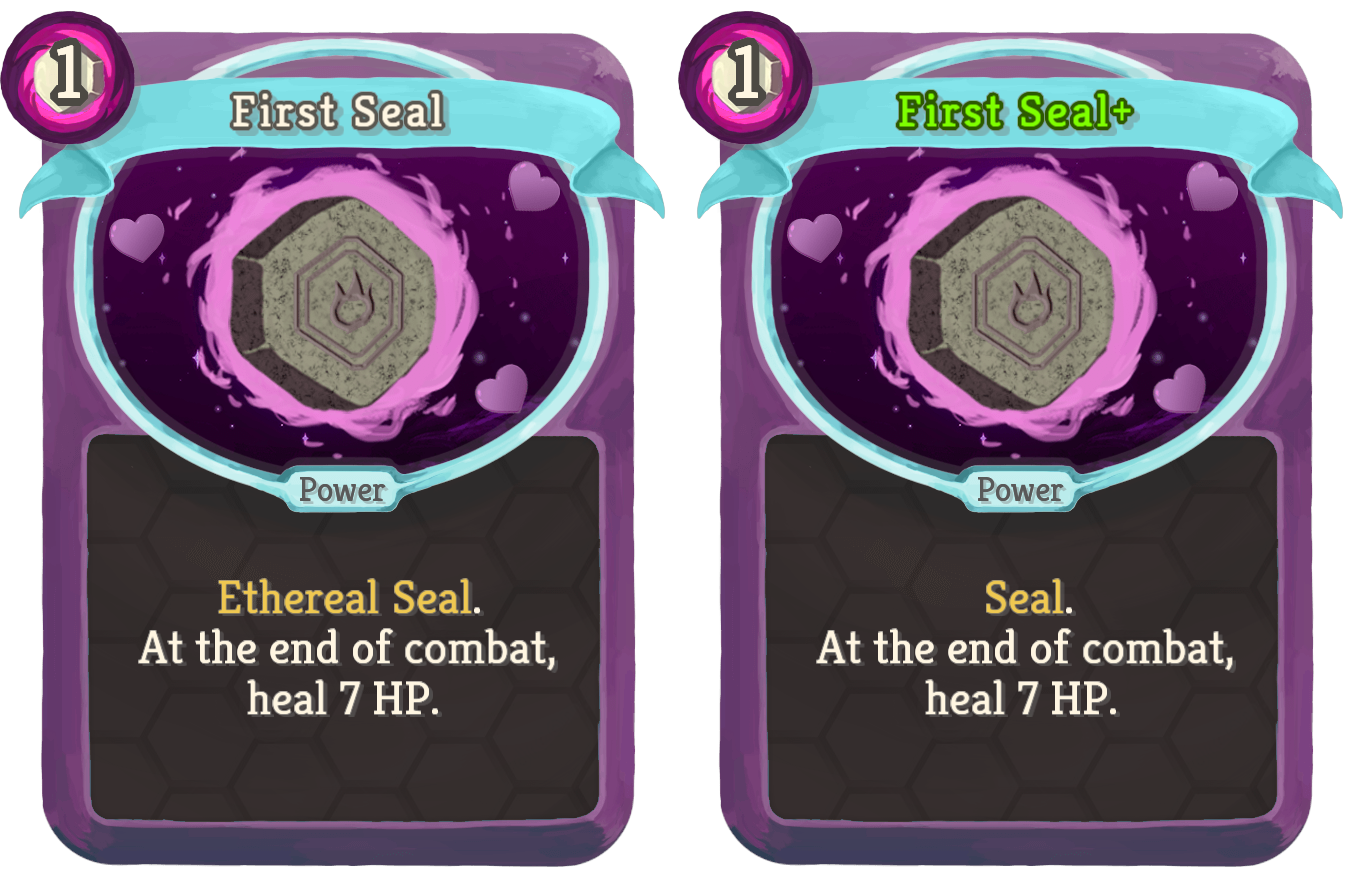 1
First Seal
Power
Ethereal Seal.
At the end of combat,
heal 7 HP.
1
First Seal+
Power
Seal.
At the end of combat,
heal 7 HP.